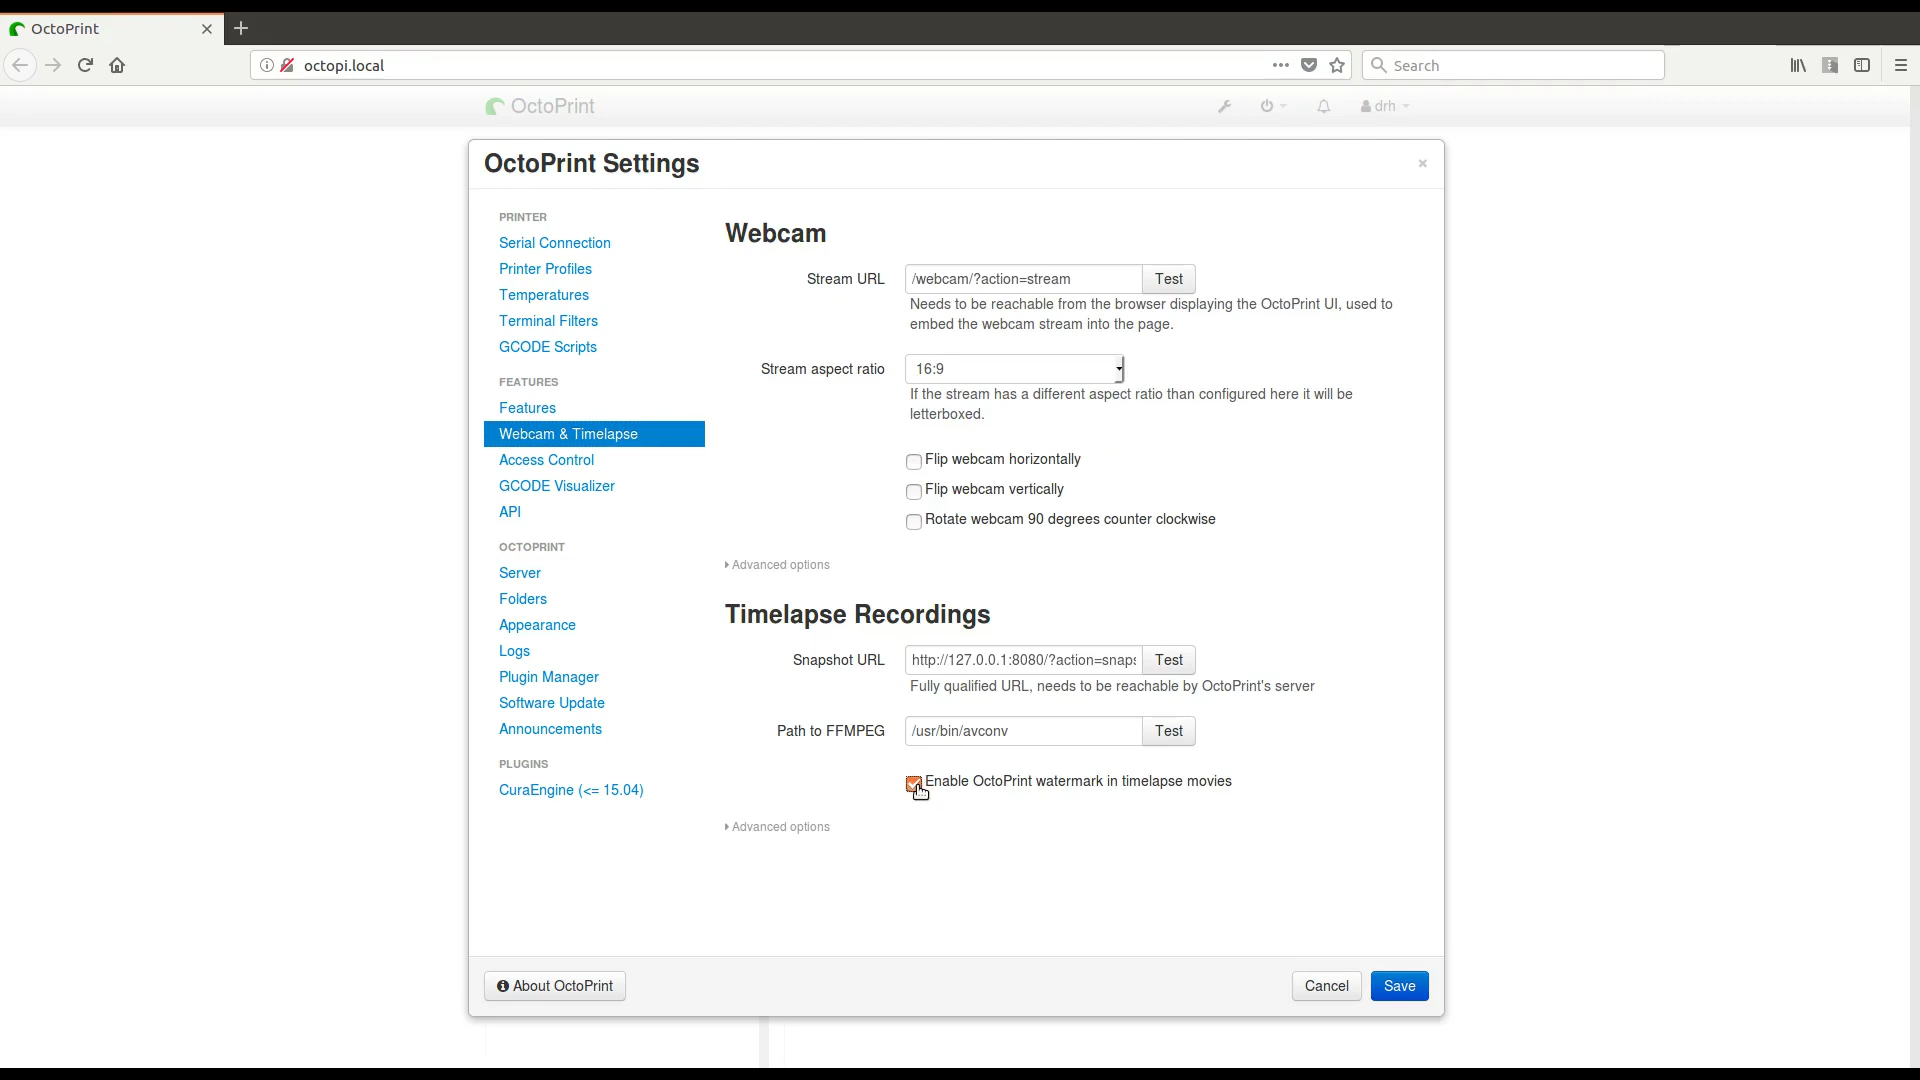 OctoPrint
octopi.local
Search
OctoPrint
drh
OctoPrint Settings
PRINTER
Serial Connection
Printer Profiles
Temperatures
Terminal Filters
GCODE Scripts
FEATURES
Features
Webcam & Timelapse
Access Control
GCODE Visualizer
API
OCTOPRINT
Server
Folders
Appearance
Logs
Plugin Manager
Software Update
Announcements
PLUGINS
CuraEngine (<= 15.04)
Webcam
Stream URL /webcam/?action=stream Test
Needs to be reachable from the browser displaying the OctoPrint UI, used to
embed the webcam stream into the page.
Stream aspect ratio 16:9
If the stream has a different aspect ratio than configured here it will be
letterboxed.
Flip webcam horizontally
Flip webcam vertically
Rotate webcam 90 degrees counter clockwise
Advanced options
Timelapse Recordings
Snapshot URL http://127.0.0.1:8080/?action=snaps Test
Fully qualified URL, needs to be reachable by OctoPrint's server
Path to FFMPEG /usr/bin/avconv Test
Enable OctoPrint watermark in timelapse movies
Advanced options
About OctoPrint
Cancel Save